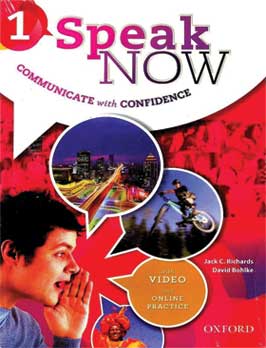 1
Speak
NOW
COMMUNICATE with CONFIDENCE
Jack C. Richards
David Bohlke
with
VIDEO
ONLINE
PRACTICE
OXFORD